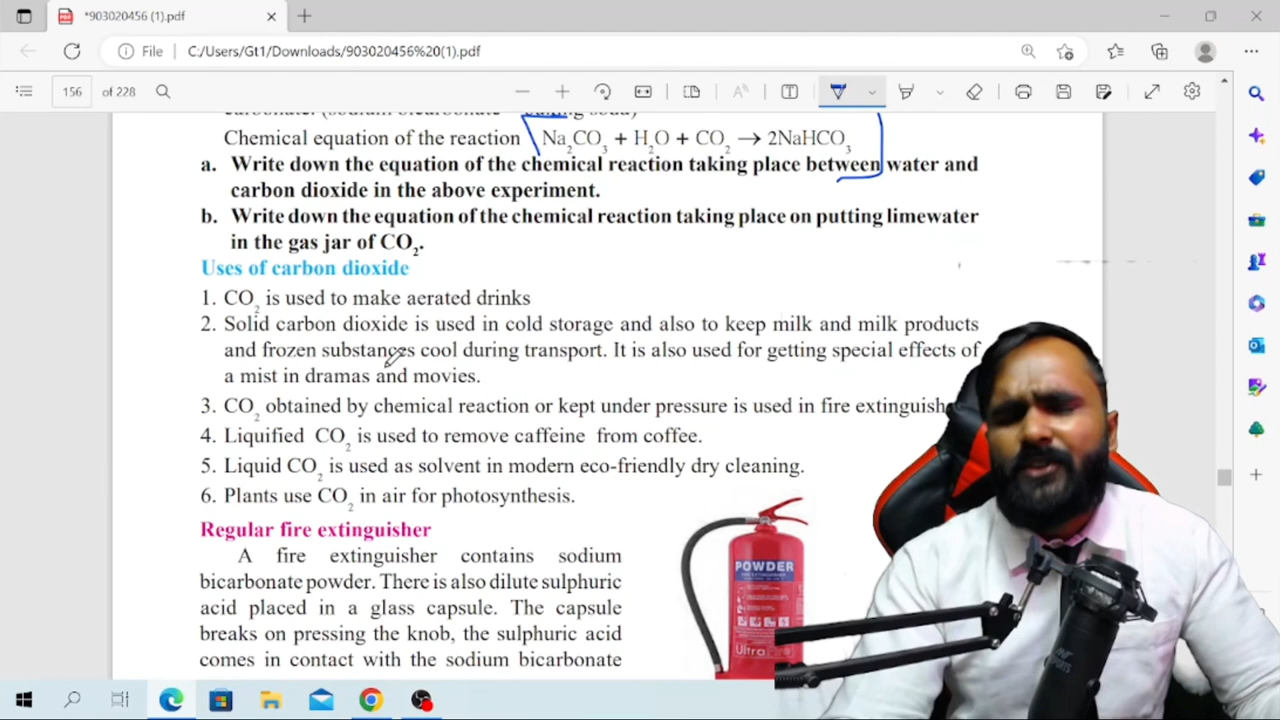 *903020456 (1).pdf
File
C:/Users/Gt1/Downloads/903020456%20(1).pdf
156 of 228
Chemical equation of the reaction Na2CO3 + H2O + CO2 → 2NaHCO3
a. Write down the equation of the chemical reaction taking place between water and
carbon dioxide in the above experiment.
b. Write down the equation of the chemical reaction taking place on putting limewater
in the gas jar of CO2.
Uses of carbon dioxide
1. CO2 is used to make aerated drinks
2. Solid carbon dioxide is used in cold storage and also to keep milk and milk products
and frozen substances cool during transport. It is also used for getting special effects of
a mist in dramas and movies.
3. CO2 obtained by chemical reaction or kept under pressure is used in fire extinguish
4. Liquified CO2 is used to remove caffeine from coffee.
5. Liquid CO2 is used as solvent in modern eco-friendly dry cleaning.
6. Plants use CO2 in air for photosynthesis.
Regular fire extinguisher
A fire extinguisher contains sodium
bicarbonate powder. There is also dilute sulphuric
acid placed in a glass capsule. The capsule
breaks on pressing the knob, the sulphuric acid
comes in contact with the sodium bicarbonate
POWDER
UltraFire